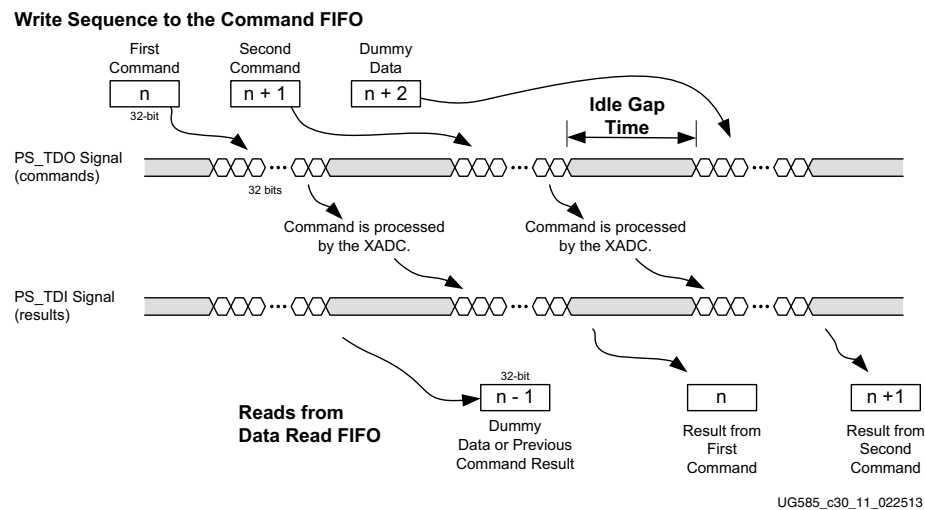 Write Sequence to the Command FIFO
First
Command
n
32-bit
Second
Command
n + 1
Dummy
Data
n + 2
Idle Gap
Time
PS_TDO Signal
(commands)
32 bits
Command is processed
by the XADC.
Command is processed
by the XADC.
PS_TDI Signal
(results)
Reads from
Data Read FIFO
32-bit
n - 1
Dummy
Data or Previous
Command Result
n
Result from
First
Command
n +1
Result from
Second
Command
UG585_c30_11_022513